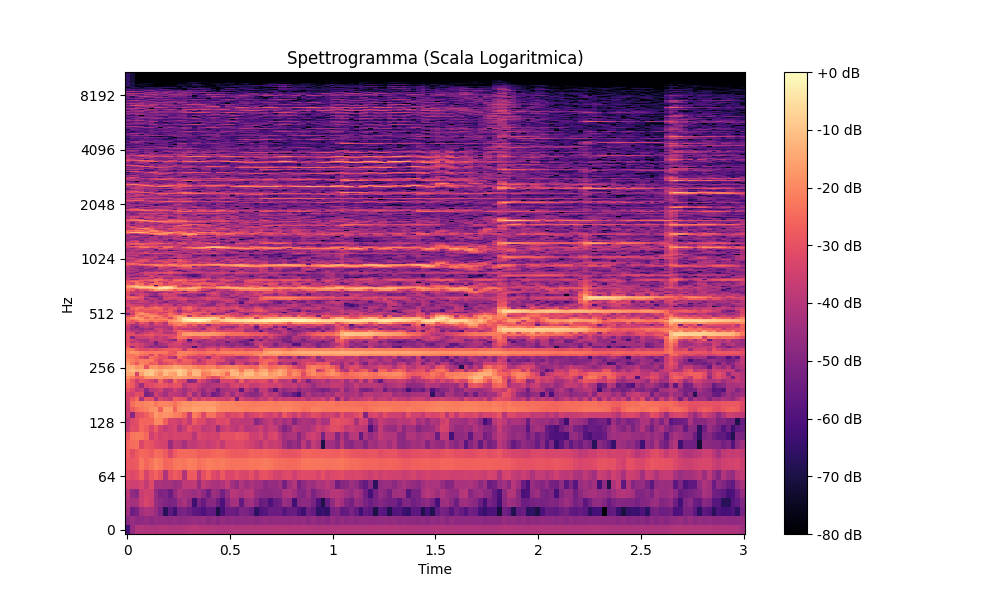 Spettrogramma (Scala Logaritmica)
Hz
8192
4096
2048
1024
512
256
128
64
0
0
0.5
1
1.5
2
2.5
3
Time
+0 dB
-10 dB
-20 dB
-30 dB
-40 dB
-50 dB
-60 dB
-70 dB
-80 dB